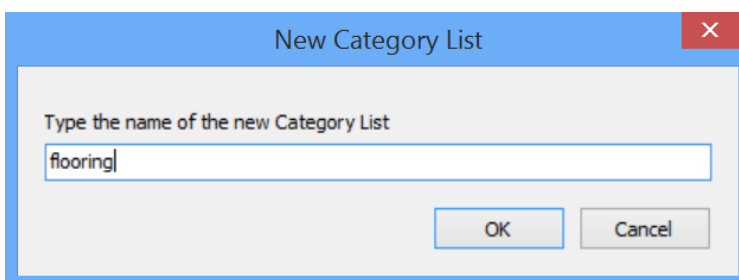 New Category List
Type the name of the new Category List
flooring
OK Cancel